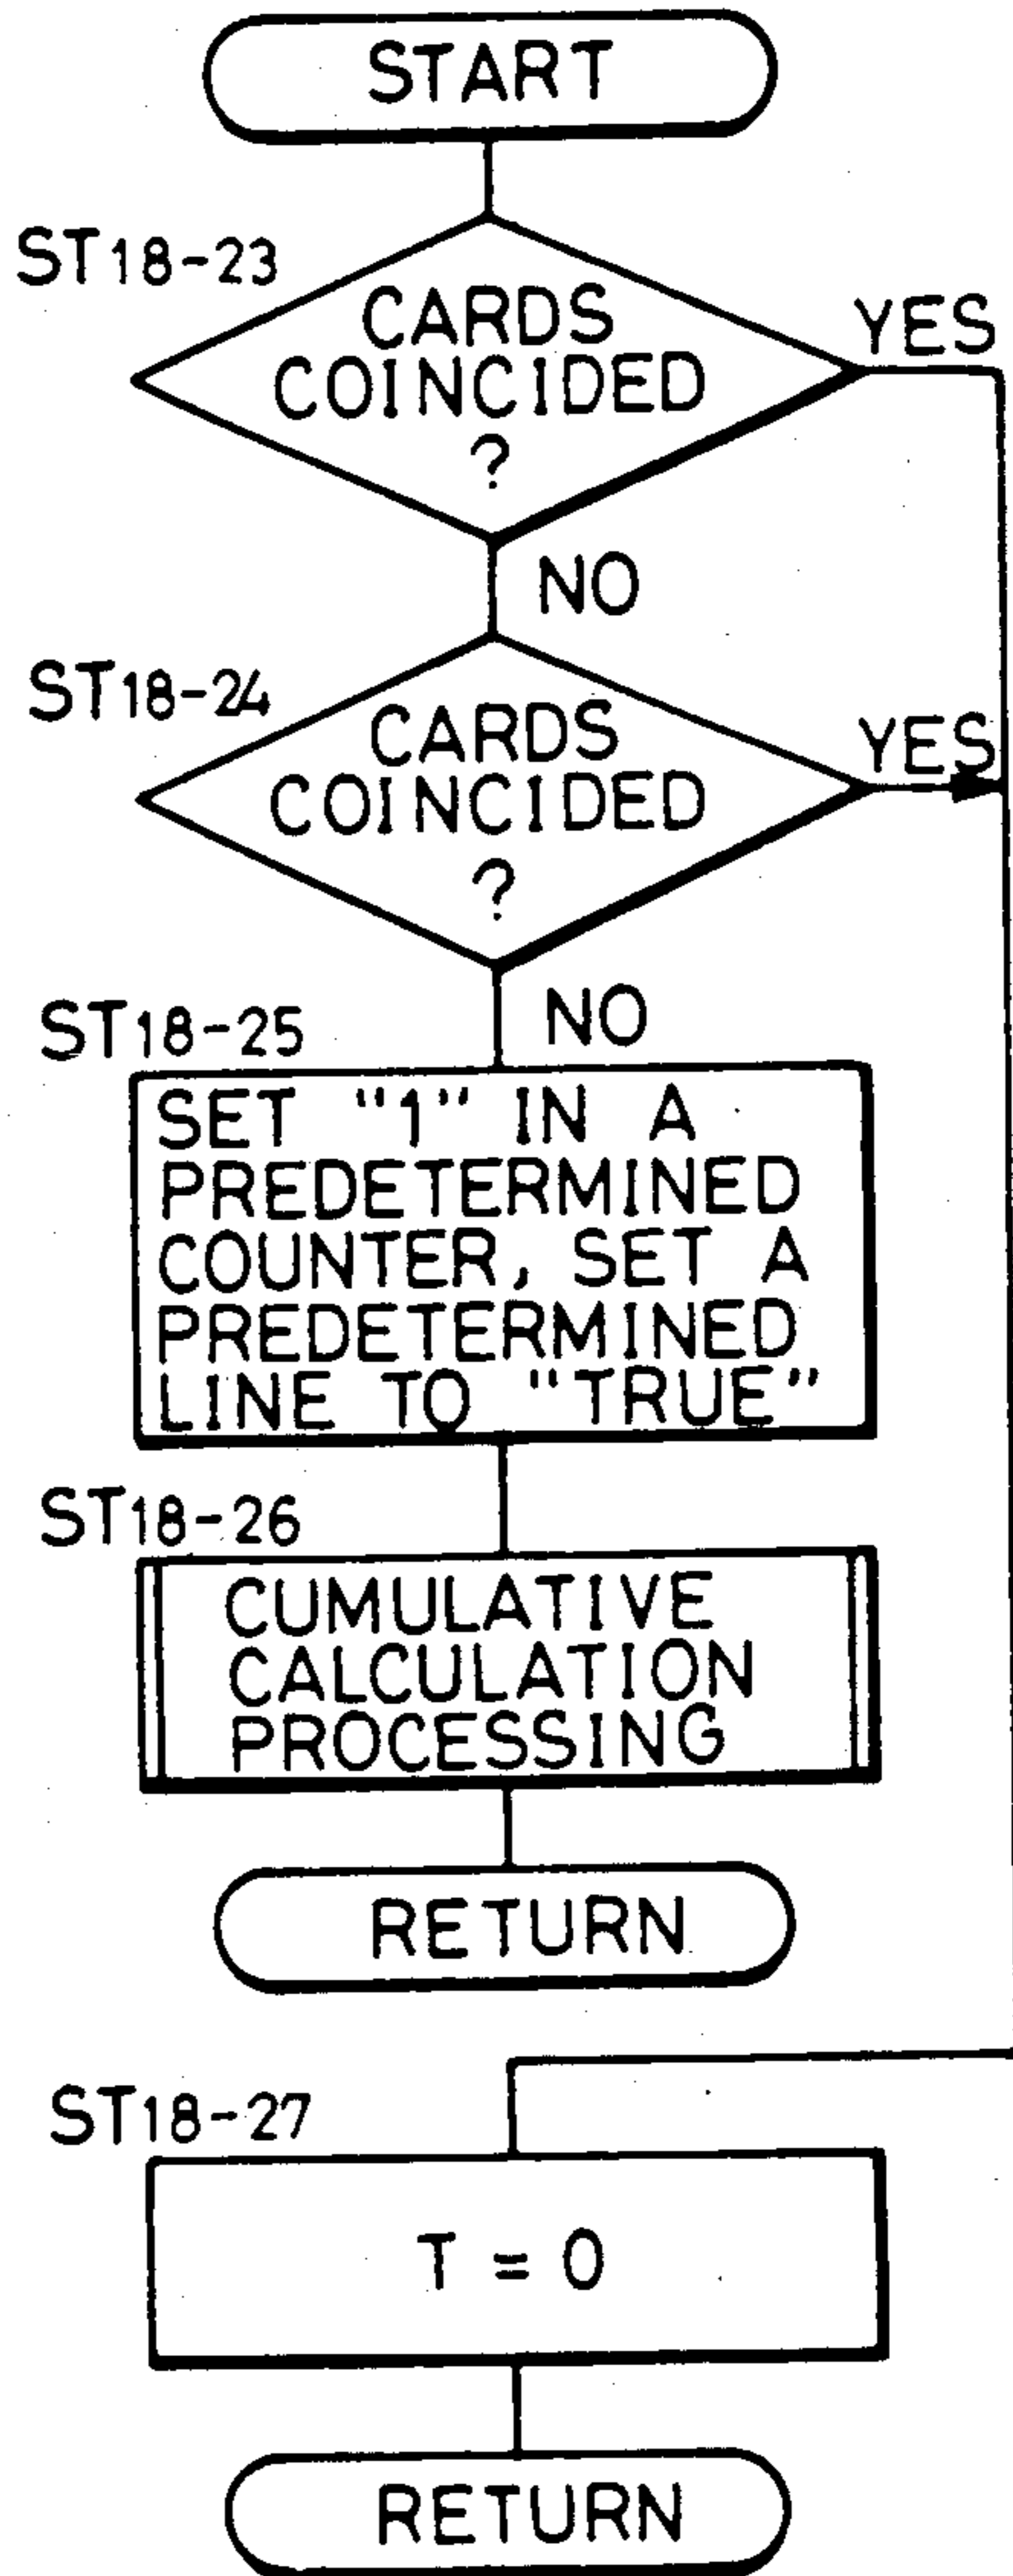 START
ST18-23
CARDS
COINCIDED
?
YES
NO
ST18-24
CARDS
COINCIDED
?
YES
NO
ST18-25
SET "1" IN A
PREDETERMINED
COUNTER, SET A
PREDETERMINED
LINE TO "TRUE"
ST18-26
CUMULATIVE
CALCULATION
PROCESSING
RETURN
ST18-27
T = 0
RETURN